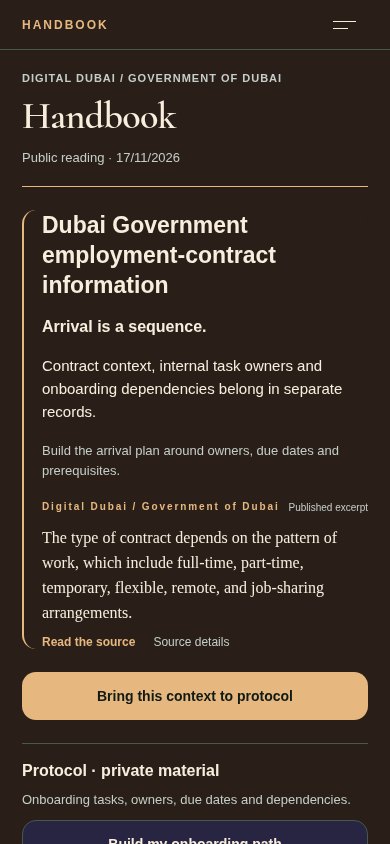 HANDBOOK
DIGITAL DUBAI / GOVERNMENT OF DUBAI
Handbook
Public reading · 17/11/2026
Dubai Government
employment-contract
information
Arrival is a sequence.
Contract context, internal task owners and
onboarding dependencies belong in separate
records.
Build the arrival plan around owners, due dates and
prerequisites.
Digital Dubai / Government of Dubai Published excerpt
The type of contract depends on the pattern of
work, which include full-time, part-time,
temporary, flexible, remote, and job-sharing
arrangements.
Read the source Source details
Bring this context to protocol
Protocol · private material
Onboarding tasks, owners, due dates and dependencies.
Build my onboarding path